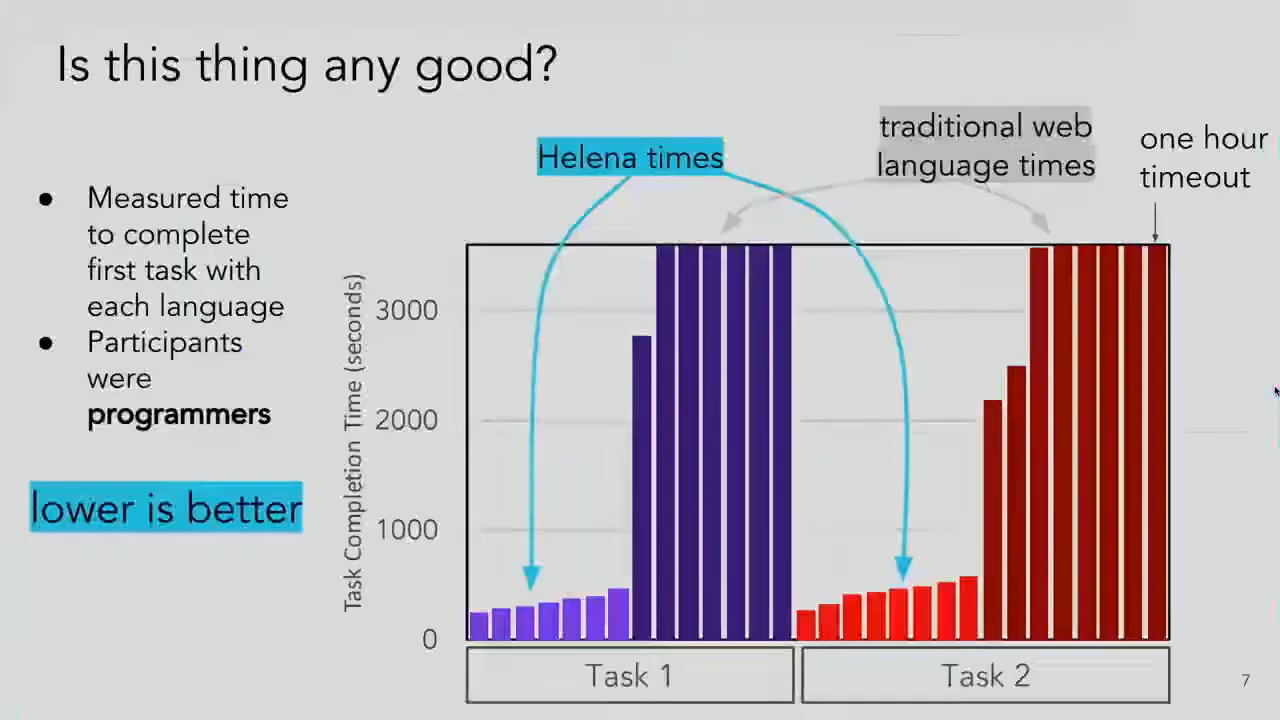 Is this thing any good?
Helena times
traditional web
language times
one hour
timeout
● Measured time
to complete
first task with
each language
● Participants
were
programmers
lower is better
Task Completion Time (seconds)
3000
2000
1000
0
Task 1
Task 2
7